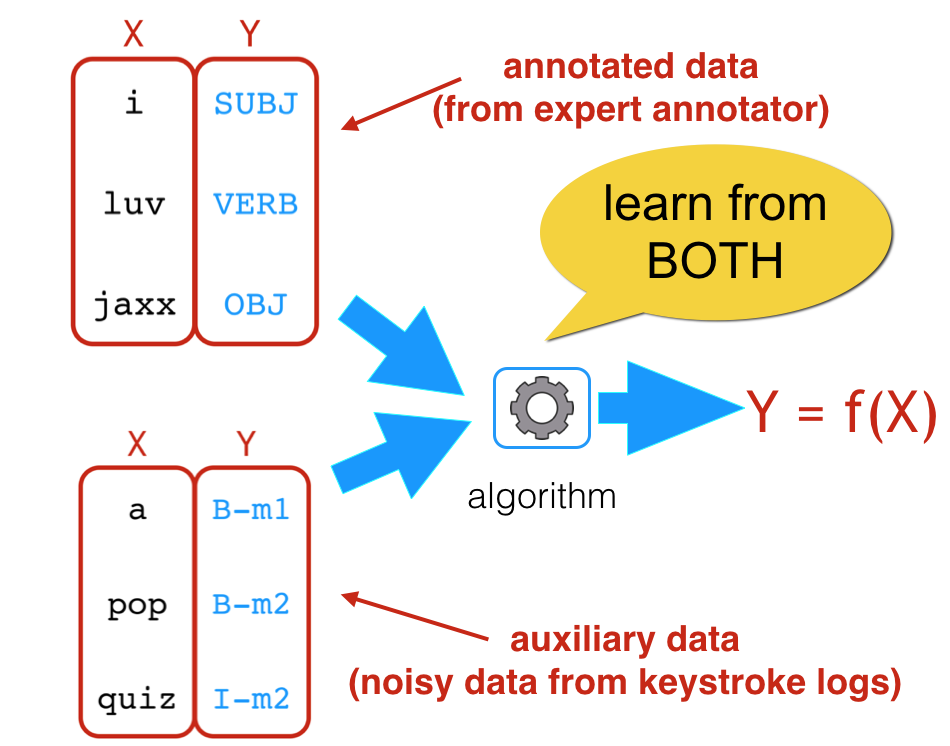 X Y
i SUBJ
luv VERB
jaxx OBJ
annotated data
(from expert annotator)
learn from
BOTH
algorithm
Y = f(X)
X Y
a B-m1
pop B-m2
quiz I-m2
auxiliary data
(noisy data from keystroke logs)